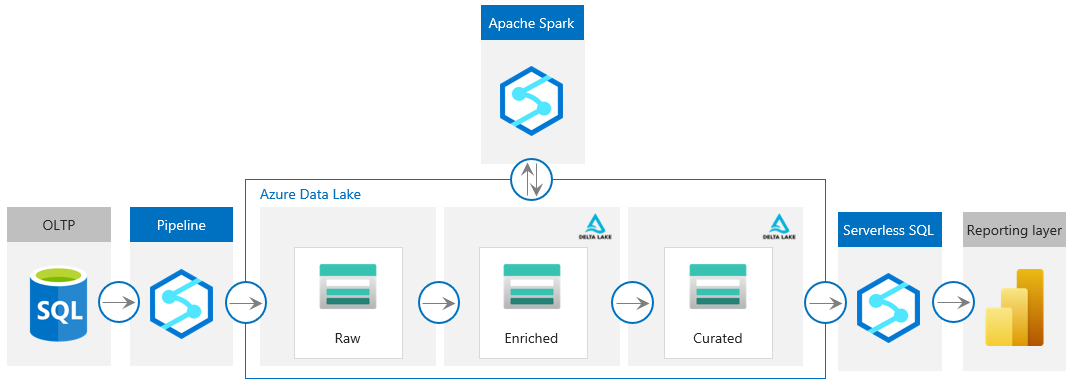 Apache Spark
Azure Data Lake
OLTP
Pipeline
DELTA LAKE
DELTA LAKE
Serverless SQL
Reporting layer
SQL
Raw
Enriched
Curated